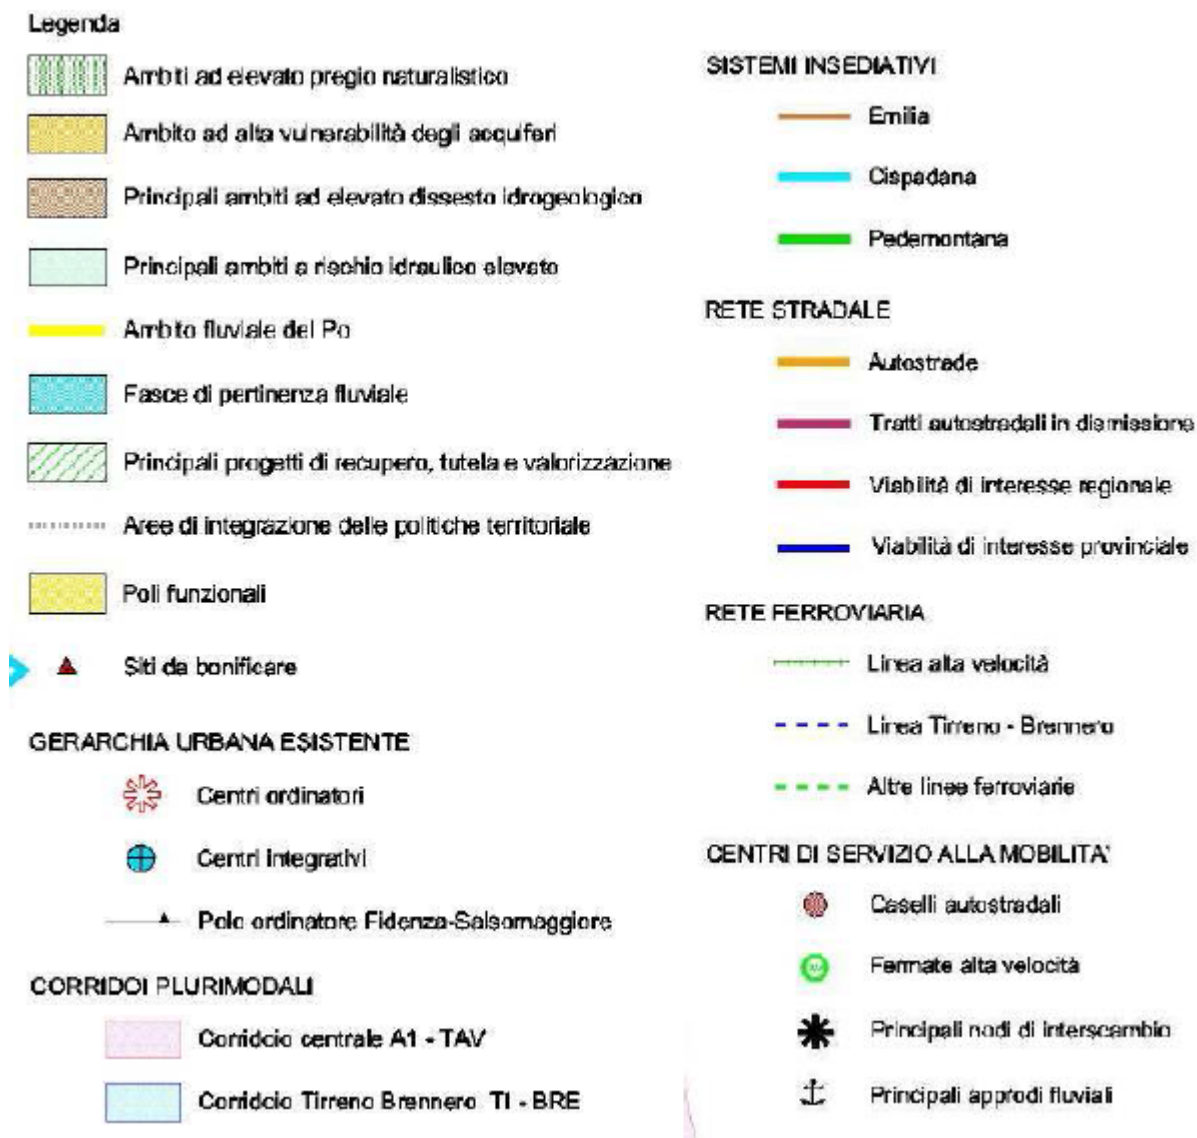 Legenda
Ambiti ad elevato pregio naturalistico
Ambito ad alta vulnerabilità degli acquiferi
Principali ambiti ad elevato dissesto idrogeologico
Principali ambiti a rischio idraulico elevato
Ambito fluviale del Po
Fasce di pertinenza fluviale
Principali progetti di recupero, tutela e valorizzazione
Aree di integrazione delle politiche territoriale
Poli funzionali
Siti da bonificare
GERARCHIA URBANA ESISTENTE
Centri ordinatori
Centri integrativi
Polo ordinatore Fidenza-Salsomaggiore
CORRIDOI PLURIMODALI
Corridoio centrale A1 - TAV
Corridoio Tirreno Brennero TI - BRE
SISTEMI INSEDIATIVI
Emilia
Cispadana
Pedemontana
RETE STRADALE
Autostrade
Tratti autostradali in dismissione
Viabilità di interesse regionale
Viabilità di interesse provinciale
RETE FERROVIARIA
Linea alta velocità
Linea Tirreno - Brennero
Altre linee ferroviarie
CENTRI DI SERVIZIO ALLA MOBILITA'
Caselli autostradali
Fermate alta velocità
Principali nodi di interscambio
Principali approdi fluviali